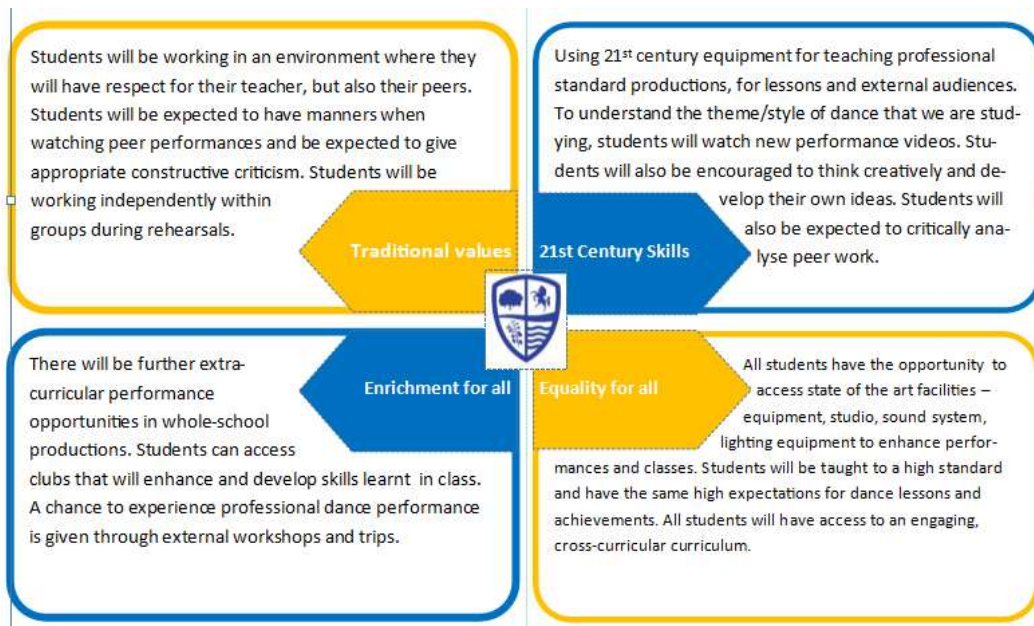 Students will be working in an environment where they
will have respect for their teacher, but also their peers.
Students will be expected to have manners when
watching peer performances and be expected to give
appropriate constructive criticism. Students will be
working independently within
groups during rehearsals.
Traditional values
Using 21st century equipment for teaching professional
standard productions, for lessons and external audiences.
To understand the theme/style of dance that we are stud-
ying, students will watch new performance videos. Stu-
dents will also be encouraged to think creatively and de-
velop their own ideas. Students will
also be expected to critically ana-
lyse peer work.
21st Century Skills
There will be further extra-
curricular performance
opportunities in whole-school
productions. Students can access
clubs that will enhance and develop skills learnt in class.
A chance to experience professional dance performance
is given through external workshops and trips.
Enrichment for all
Equality for all
All students have the opportunity to
access state of the art facilities –
equipment, studio, sound system,
lighting equipment to enhance perfor-
mances and classes. Students will be taught to a high standard
and have the same high expectations for dance lessons and
achievements. All students will have access to an engaging,
cross-curricular curriculum.